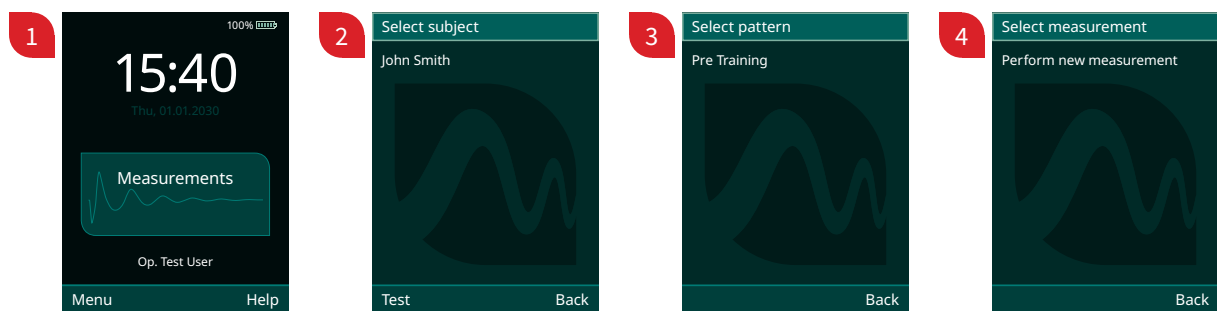 1
100%
15:40
Thu, 01.01.2030
Measurements
Op. Test User
Menu Help
2
Select subject
John Smith
Test Back
3
Select pattern
Pre Training
Back
4
Select measurement
Perform new measurement
Back